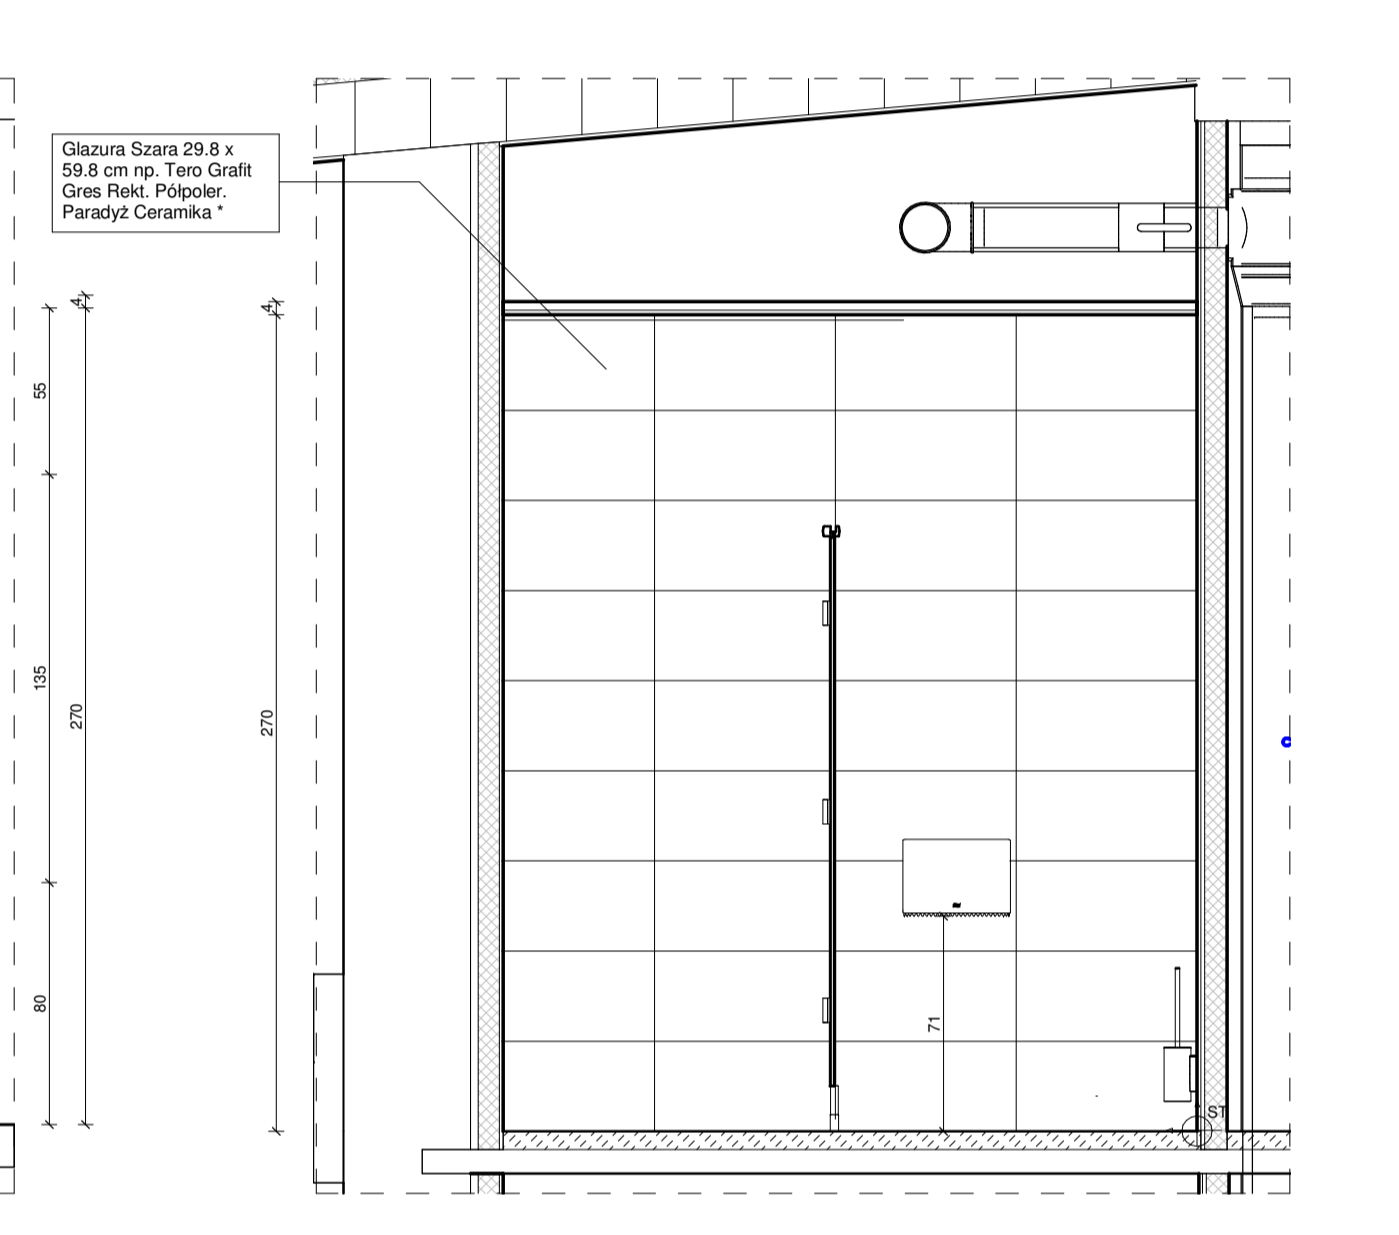 Glazura Szara 29.8 x
59.8 cm np. Tero Grafit
Gres Rekt. Półpoler.
Paradyż Ceramika *
4
4
55
135
270
270
80
71
ST